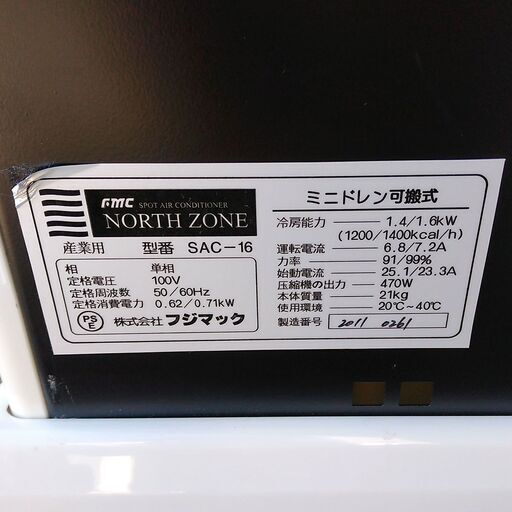 FMC
SPOT AIR CONDITIONER
NORTH ZONE
産業用 型番 SAC-16
相 単相
定格電圧 100V
定格周波数 50/60Hz
定格消費電力 0.62/0.71kW
PS
E
株式会社 フジマック
ミニドレン可搬式
冷房能力 1.4/1.6kW
(1200/1400kcal/h)
運転電流 6.8/7.2A
力率 91/99%
始動電流 25.1/23.3A
圧縮機の出力 470W
本体質量 21kg
使用環境 20℃~40℃
製造番号 2011 0261